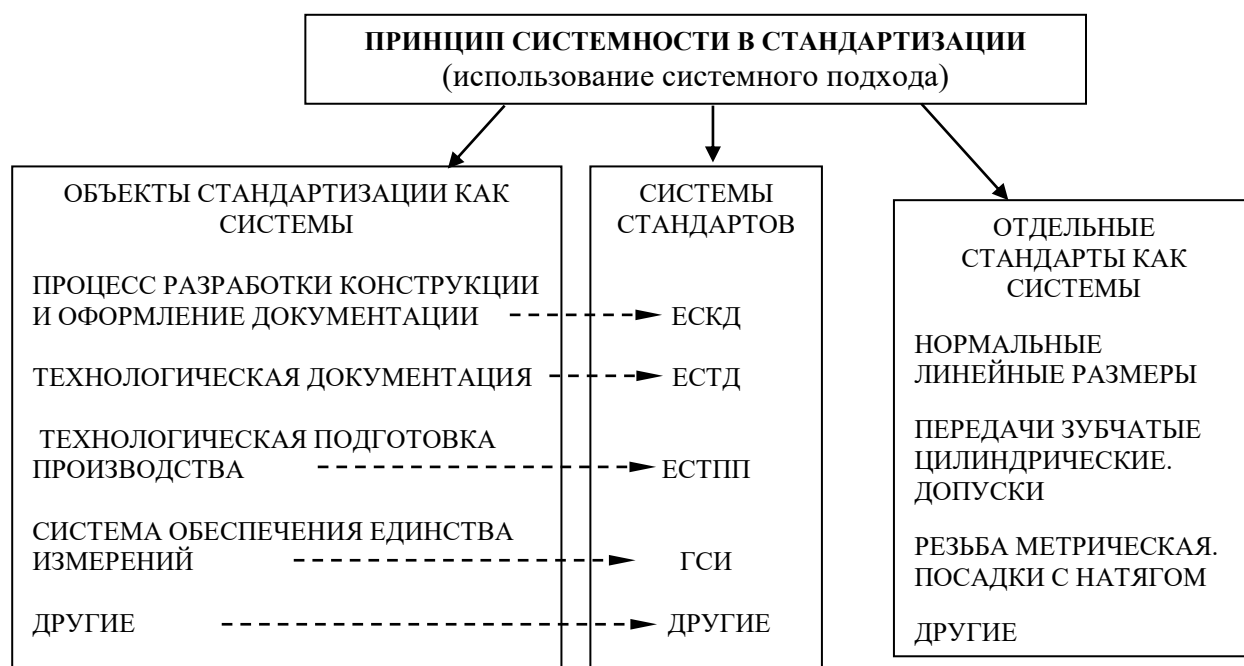 ПРИНЦИП СИСТЕМНОСТИ В СТАНДАРТИЗАЦИИ
(использование системного подхода)
ОБЪЕКТЫ СТАНДАРТИЗАЦИИ КАК
СИСТЕМЫ
ПРОЦЕСС РАЗРАБОТКИ КОНСТРУКЦИИ
И ОФОРМЛЕНИЕ ДОКУМЕНТАЦИИ
ТЕХНОЛОГИЧЕСКАЯ ДОКУМЕНТАЦИЯ
ТЕХНОЛОГИЧЕСКАЯ ПОДГОТОВКА
ПРОИЗВОДСТВА
СИСТЕМА ОБЕСПЕЧЕНИЯ ЕДИНСТВА
ИЗМЕРЕНИЙ
ДРУГИЕ
СИСТЕМЫ
СТАНДАРТОВ
ЕСКД
ЕСТД
ЕСТПП
ГСИ
ДРУГИЕ
ОТДЕЛЬНЫЕ
СТАНДАРТЫ КАК
СИСТЕМЫ
НОРМАЛЬНЫЕ
ЛИНЕЙНЫЕ РАЗМЕРЫ
ПЕРЕДАЧИ ЗУБЧАТЫЕ
ЦИЛИНДРИЧЕСКИЕ.
ДОПУСКИ
РЕЗЬБА МЕТРИЧЕСКАЯ.
ПОСАДКИ С НАТЯГОМ
ДРУГИЕ